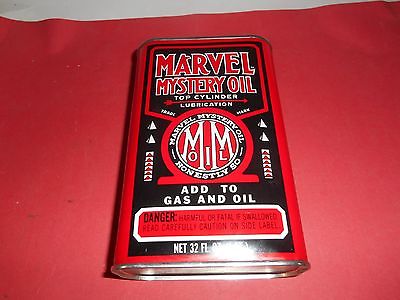 MARVEL
MYSTERY OIL
TOP CYLINDER
LUBRICATION
TRADE MARK
MARVEL MYSTERY OIL
MOIL
HONESTLY SO
ADD TO
GAS AND OIL
DANGER: HARMFUL OR FATAL IF SWALLOWED
READ CAREFULLY CAUTION ON SIDE LABEL.
NET 32 FL.